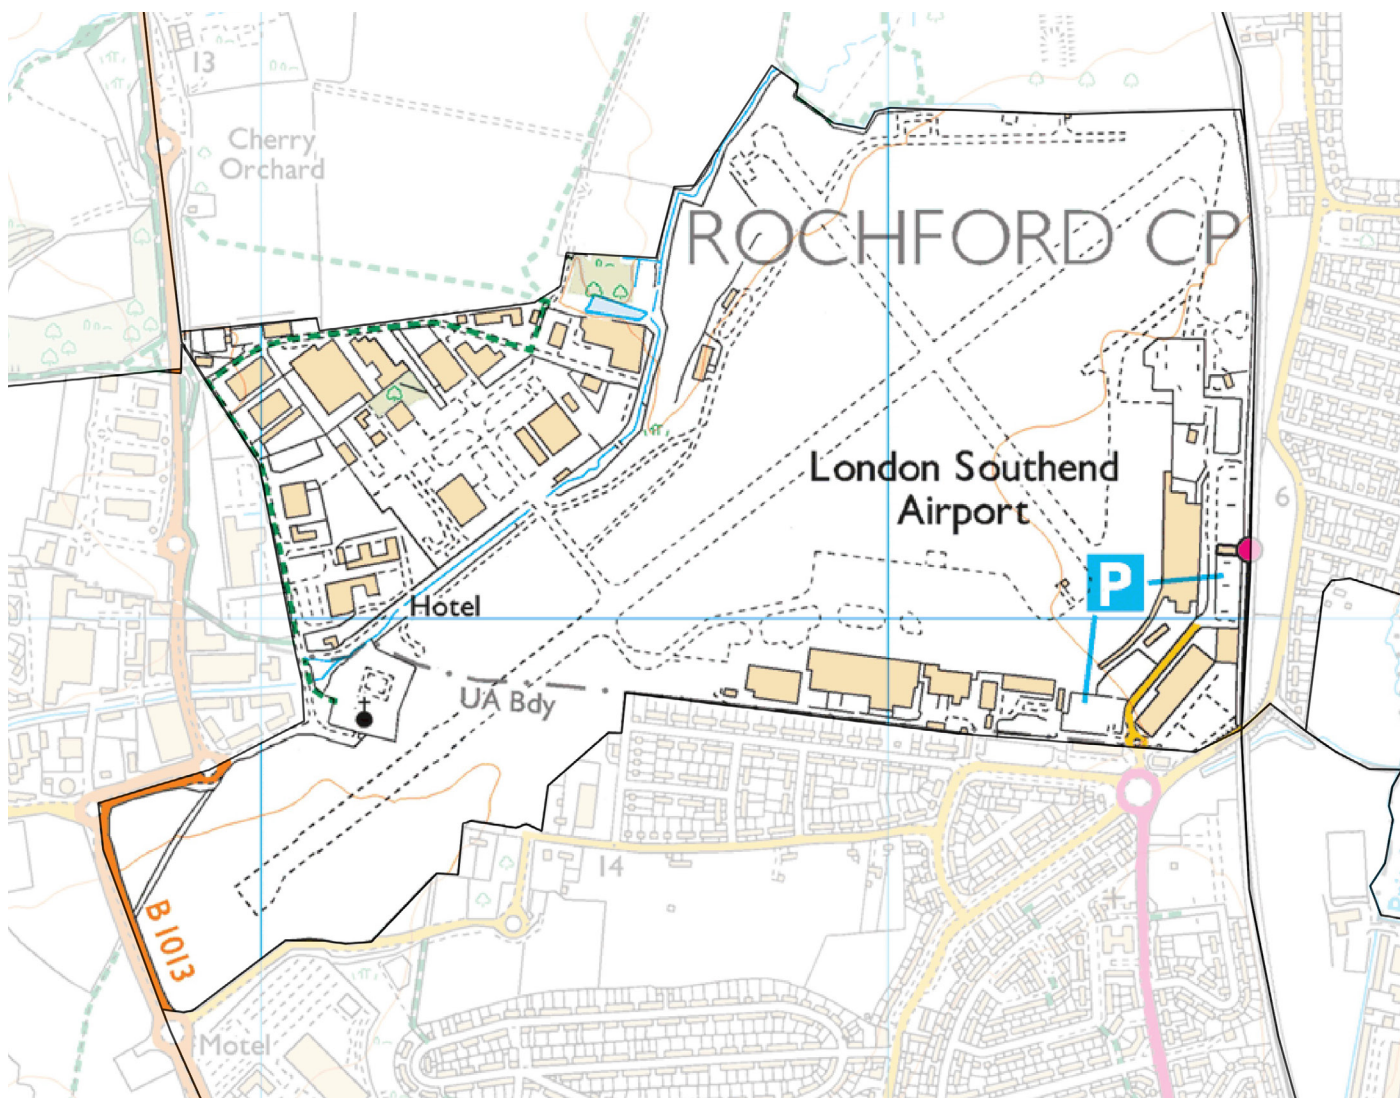 13
Cherry
Orchard
ROCHFORD CP
London Southend
Airport
6
P
Hotel
UA Bdy
14
B 1013
Motel